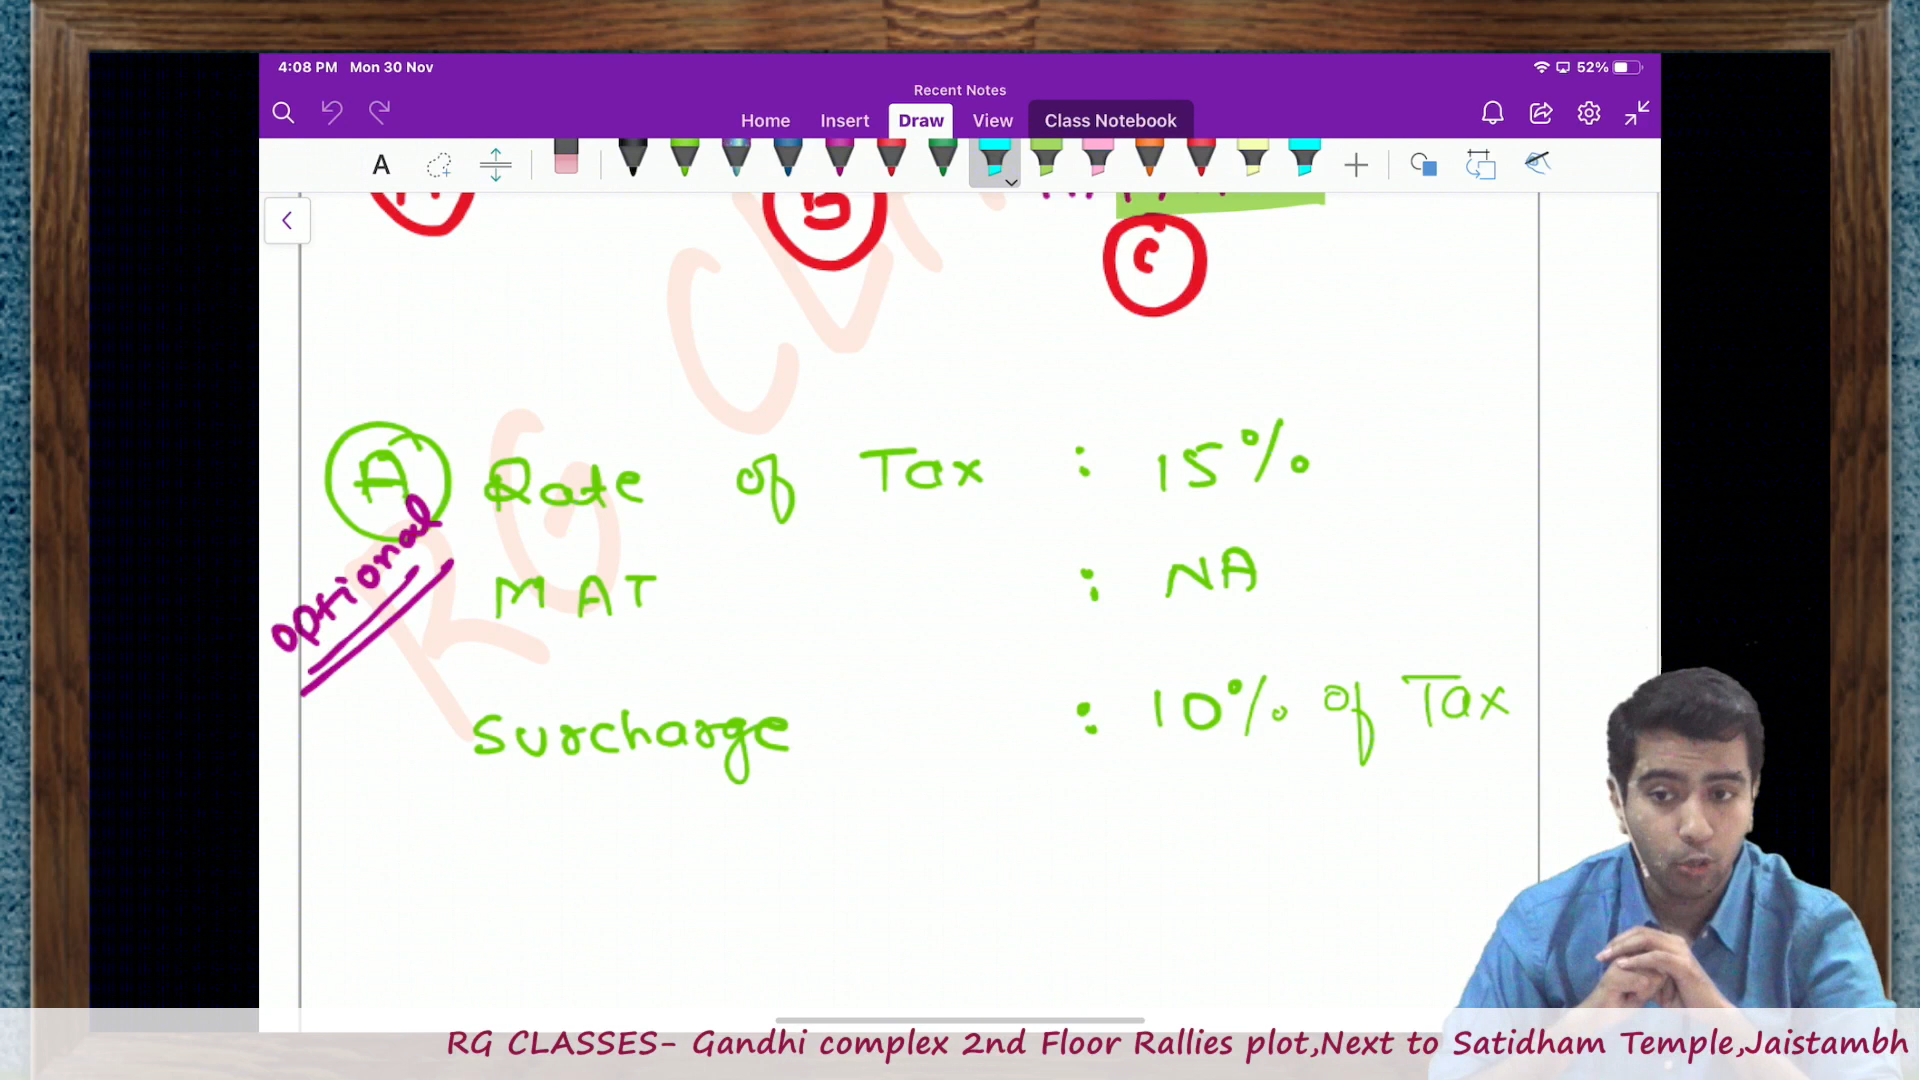 4:08 PM Mon 30 Nov
52%
Recent Notes
Home Insert Draw View Class Notebook
A
B
C
A Rate of Tax : 15%
optional
MAT : NA
Surcharge : 10% of Tax
RG CLA
RG CLASSES- Gandhi complex 2nd Floor Rallies plot,Next to Satidham Temple,Jaistambh